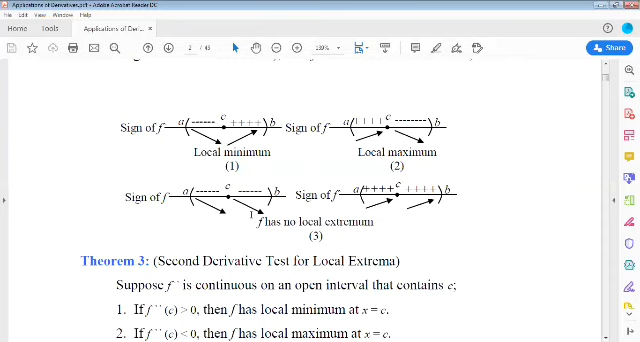 Applications of Derivatives.pdf - Adobe Acrobat Reader DC
File Edit View Window Help
Home Tools Applications of Deri... ×
2 / 45 139% Share
Sign of f a( ------ c ++++ ) b Sign of f a( ++++ c -------- ) b
Local minimum Local maximum
(1) (2)
Sign of f a( ------ c ------ ) b Sign of f a( ++++ c ++++ ) b
f has no local extremum
(3)
Theorem 3: (Second Derivative Test for Local Extrema)
Suppose f `` is continuous on an open interval that contains c;
1. If f `` (c) > 0, then f has local minimum at x = c.
2. If f `` (c) < 0, then f has local maximum at x = c.